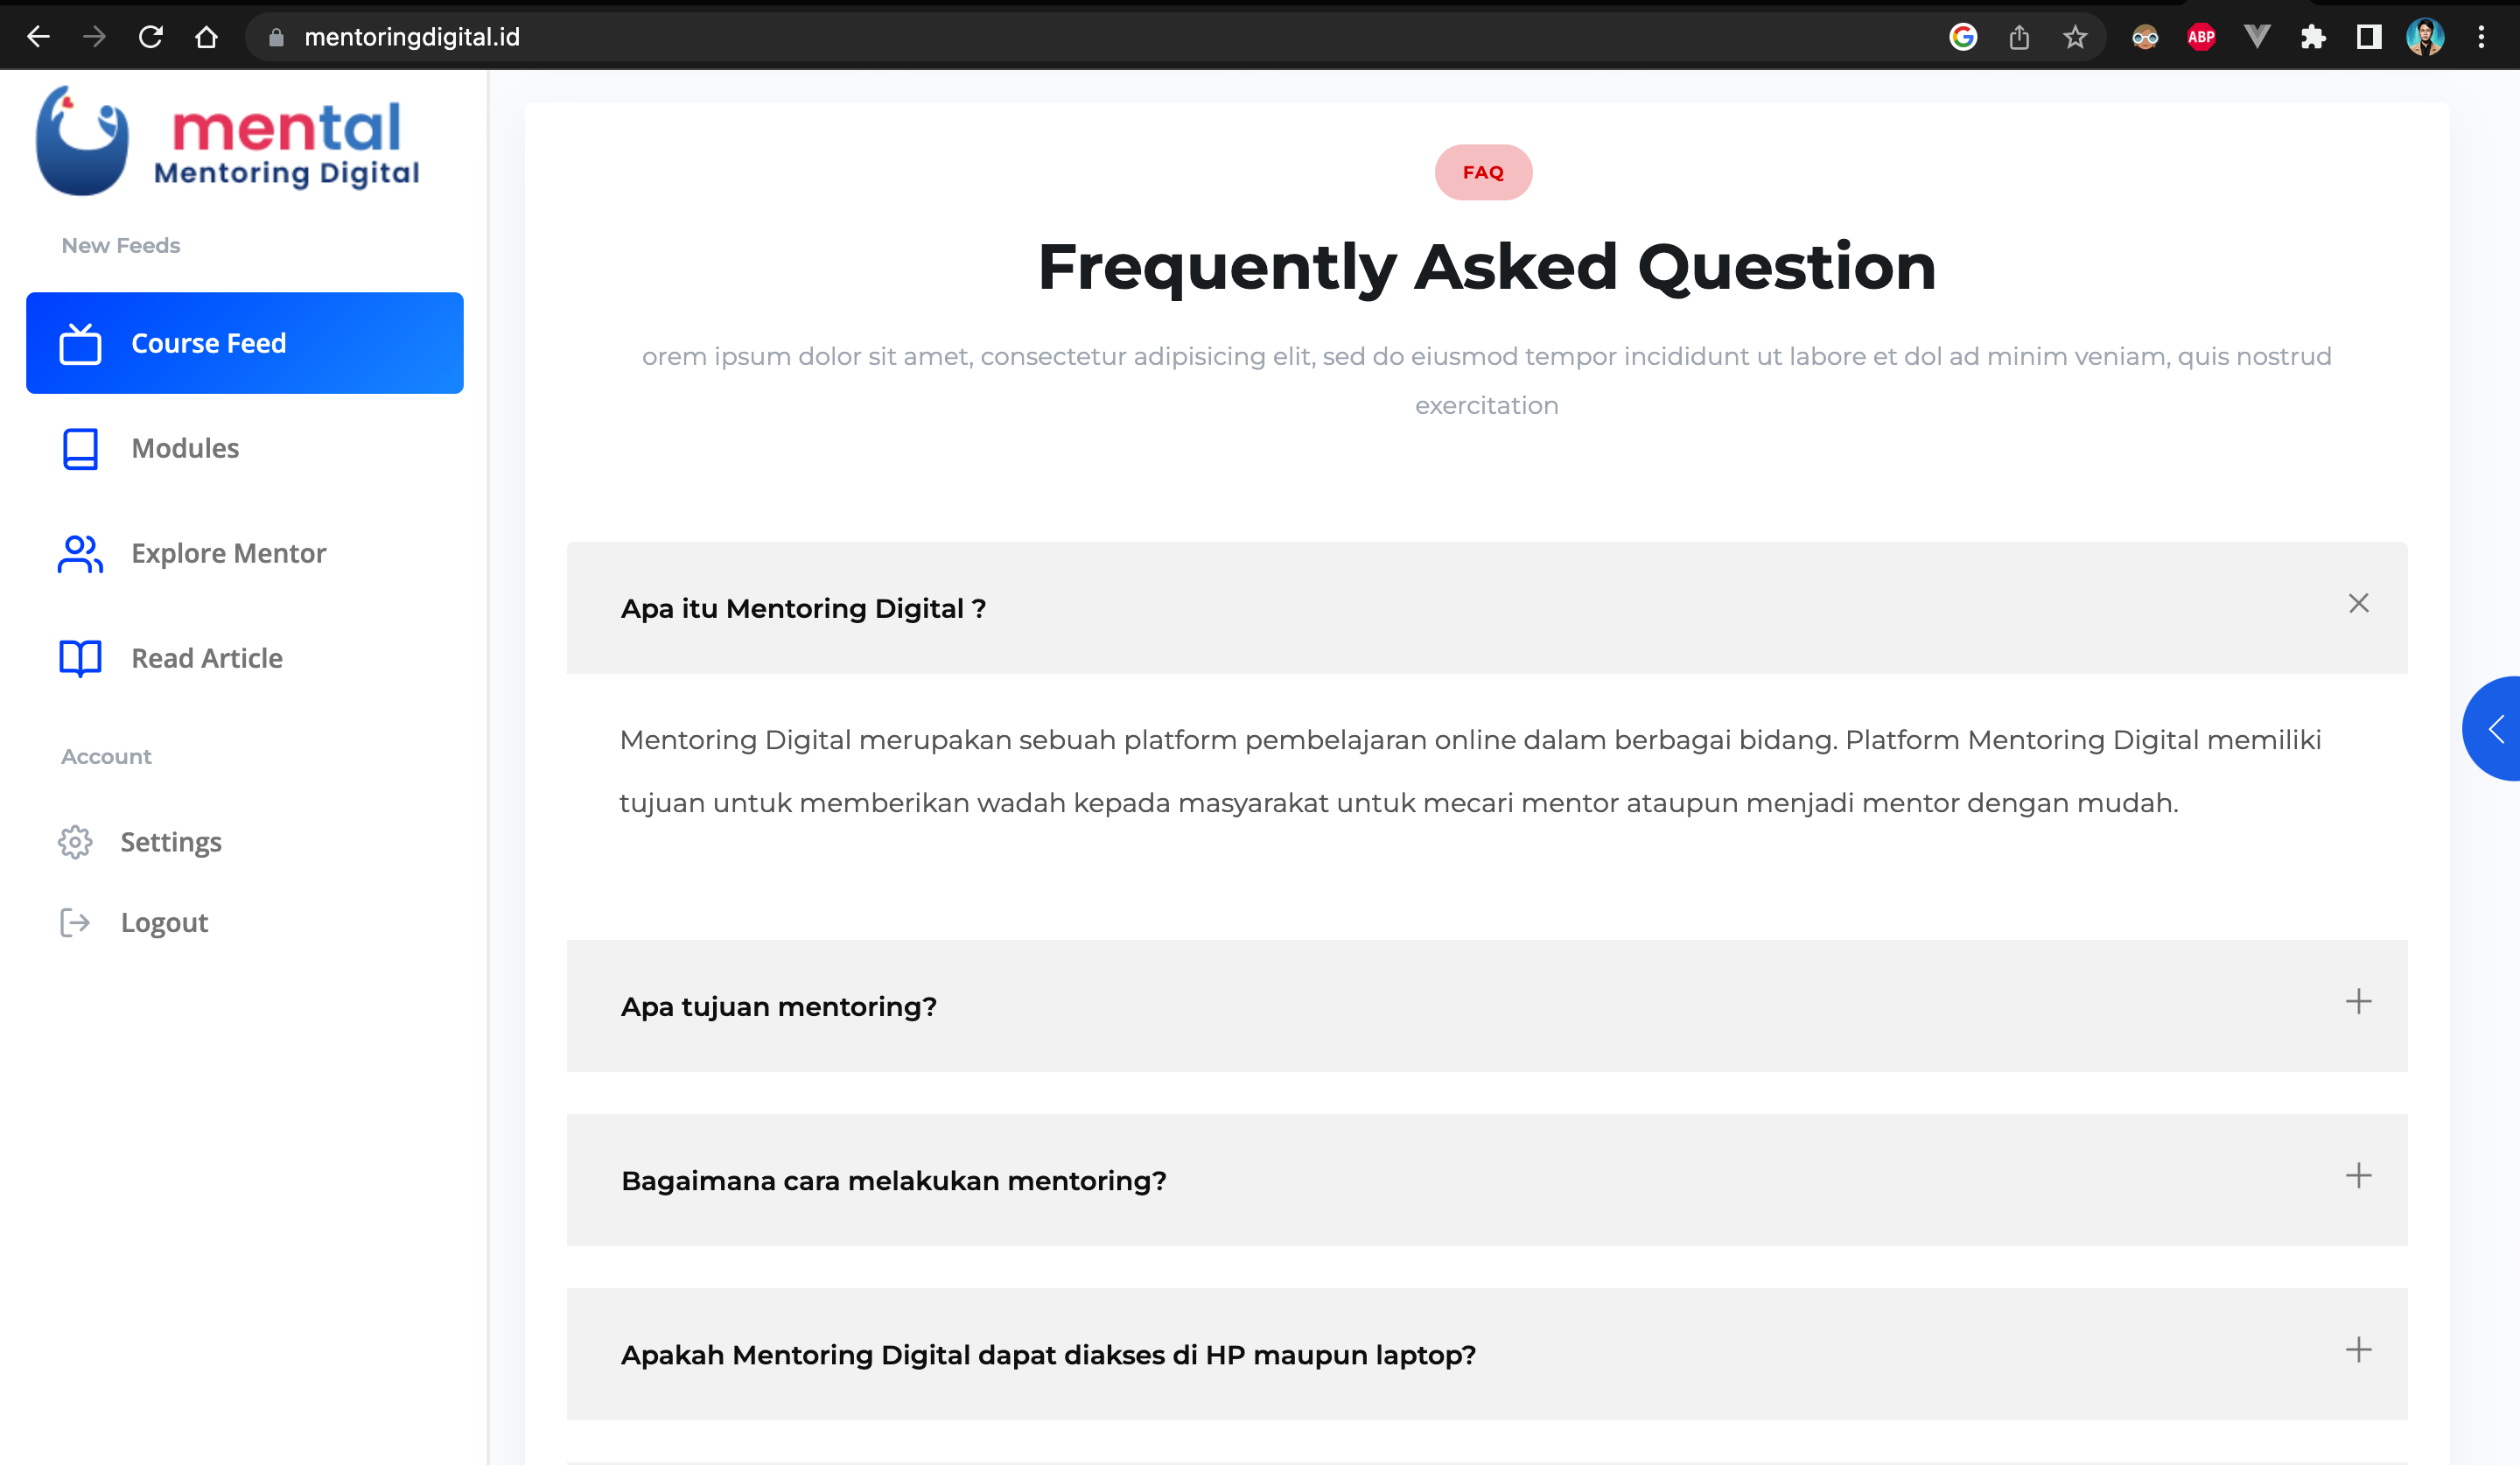 mentoringdigital.id
ABP
mental
Mentoring Digital
New Feeds
Course Feed
Modules
Explore Mentor
Read Article
Account
Settings
Logout
FAQ
Frequently Asked Question
orem ipsum dolor sit amet, consectetur adipisicing elit, sed do eiusmod tempor incididunt ut labore et dol ad minim veniam, quis nostrud
exercitation
Apa itu Mentoring Digital ?
Mentoring Digital merupakan sebuah platform pembelajaran online dalam berbagai bidang. Platform Mentoring Digital memiliki
tujuan untuk memberikan wadah kepada masyarakat untuk mecari mentor ataupun menjadi mentor dengan mudah.
Apa tujuan mentoring?
Bagaimana cara melakukan mentoring?
Apakah Mentoring Digital dapat diakses di HP maupun laptop?